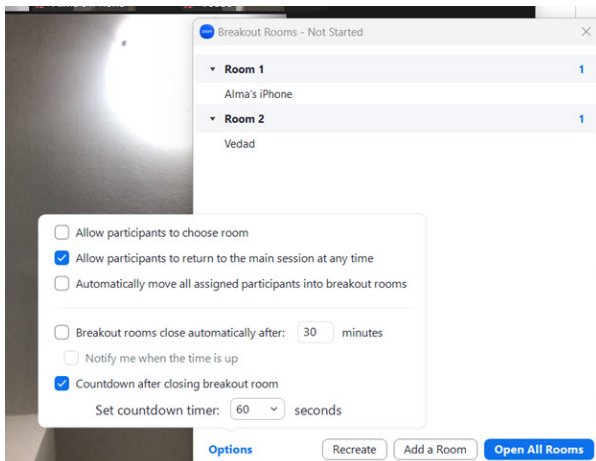 zoom Breakout Rooms - Not Started
Room 1 1
Alma's iPhone
Room 2 1
Vedad
Allow participants to choose room
Allow participants to return to the main session at any time
Automatically move all assigned participants into breakout rooms
Breakout rooms close automatically after: 30 minutes
Notify me when the time is up
Countdown after closing breakout room
Set countdown timer: 60 seconds
Options Recreate Add a Room Open All Rooms